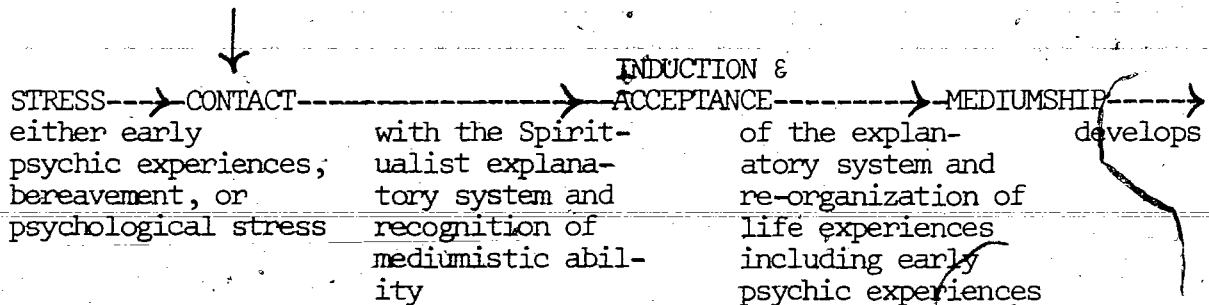 INDUCTION &
STRESS---->-CONTACT-------------------->--ACCEPTANCE---------->-MEDIUMSHIP------->
either early with the Spirit- of the explan- develops
psychic experiences, ualist explana- atory system and
bereavement, or tory system and re-organization of
psychological stress recognition of life experiences
mediumistic abil- including early
ity psychic experiences